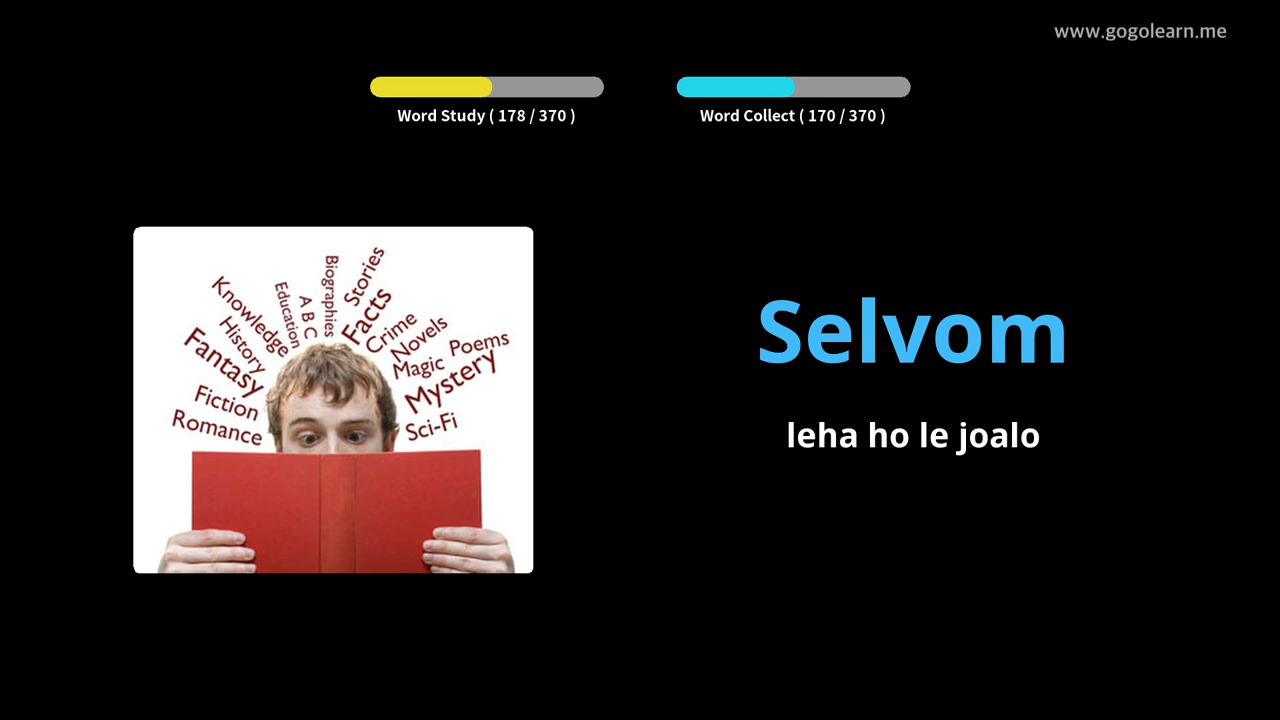 www.gogolearn.me
Word Study ( 178 / 370 )
Word Collect ( 170 / 370 )
Biographies
Stories
Education
A B C
Facts
Knowledge
Crime
History
Novels
Fantasy
Magic
Poems
Mystery
Fiction
Romance
Sci-Fi
Selvom
leha ho le joalo